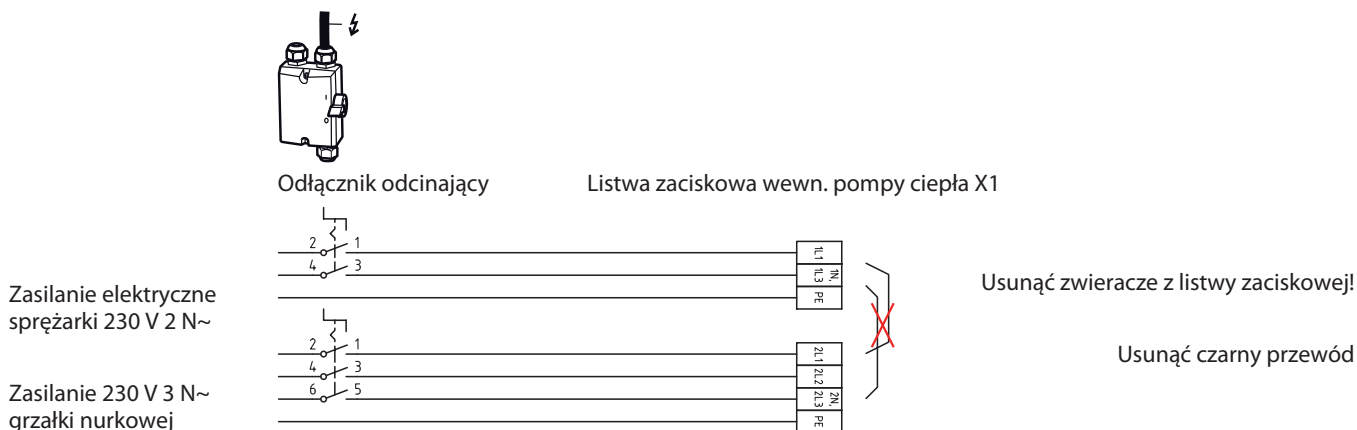 I
O
Odłącznik odcinający
Listwa zaciskowa wewn. pompy ciepła X1
2 1
4 3
1L1
1N, 1L3
PE
Zasilanie elektryczne
sprężarki 230 V 2 N~
Usunąć zwieracze z listwy zaciskowej!
2 1
4 3
6 5
2L1
2L2
2N, 2L3
PE
Usunąć czarny przewód
Zasilanie 230 V 3 N~
grzałki nurkowej